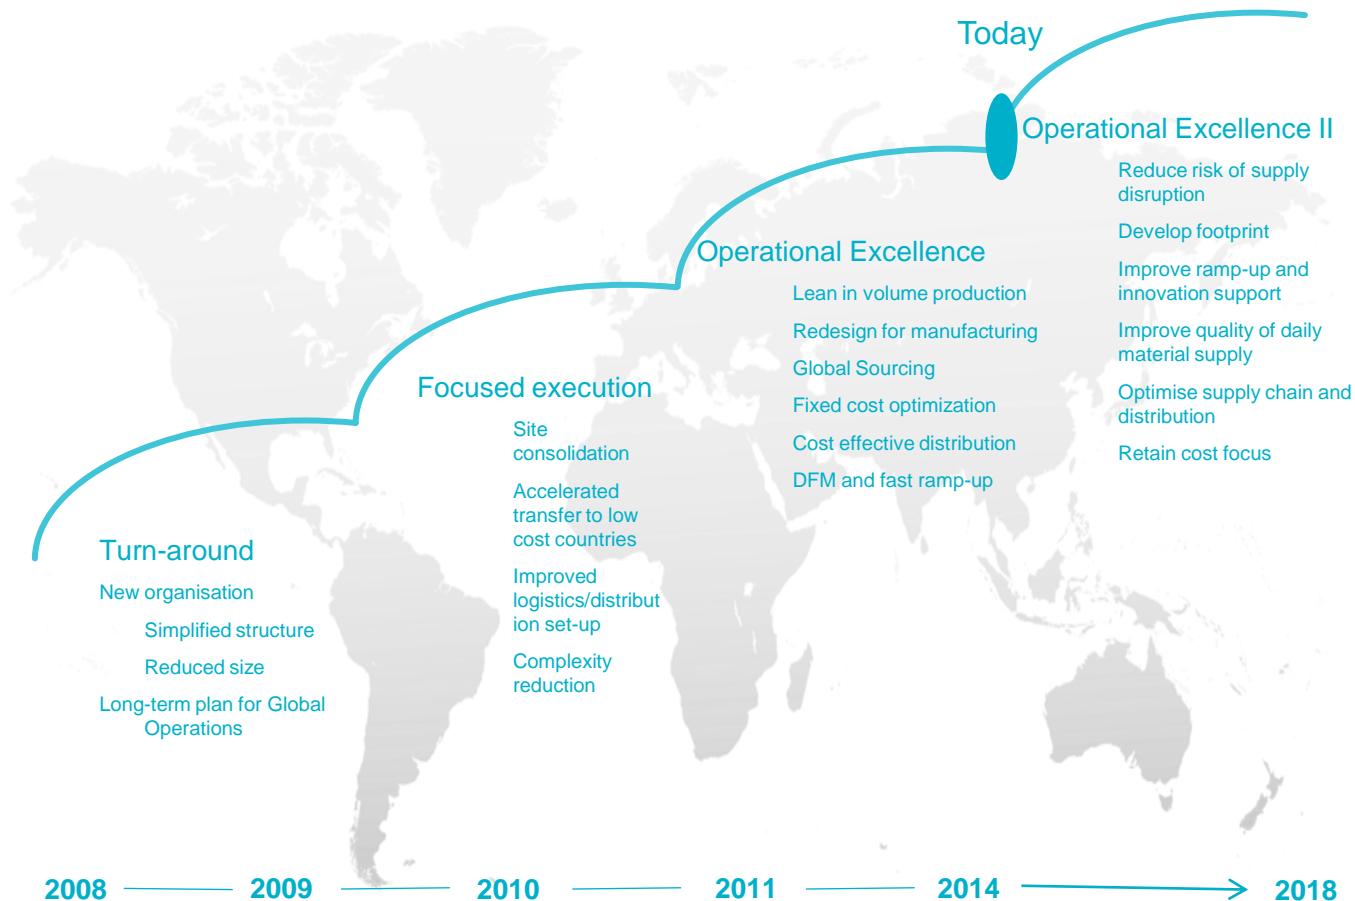 Today
Operational Excellence II
Reduce risk of supply
disruption
Develop footprint
Improve ramp-up and
innovation support
Improve quality of daily
material supply
Optimise supply chain and
distribution
Retain cost focus
Operational Excellence
Lean in volume production
Redesign for manufacturing
Global Sourcing
Fixed cost optimization
Cost effective distribution
DFM and fast ramp-up
Focused execution
Site
consolidation
Accelerated
transfer to low
cost countries
Improved
logistics/distribut
ion set-up
Complexity
reduction
Turn-around
New organisation
Simplified structure
Reduced size
Long-term plan for Global
Operations
2008 2009 2010 2011 2014 2018